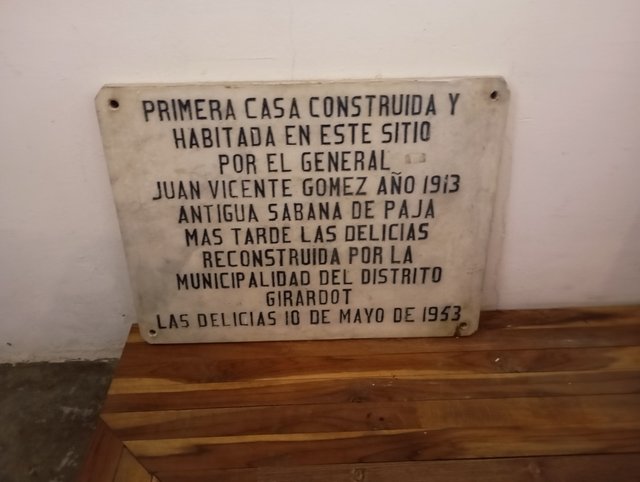 PRIMERA CASA CONSTRUIDA Y
HABITADA EN ESTE SITIO
POR EL GENERAL
JUAN VICENTE GOMEZ AÑO 1913
ANTIGUA SABANA DE PAJA
MAS TARDE LAS DELICIAS
RECONSTRUIDA POR LA
MUNICIPALIDAD DEL DISTRITO
GIRARDOT
LAS DELICIAS 10 DE MAYO DE 1953